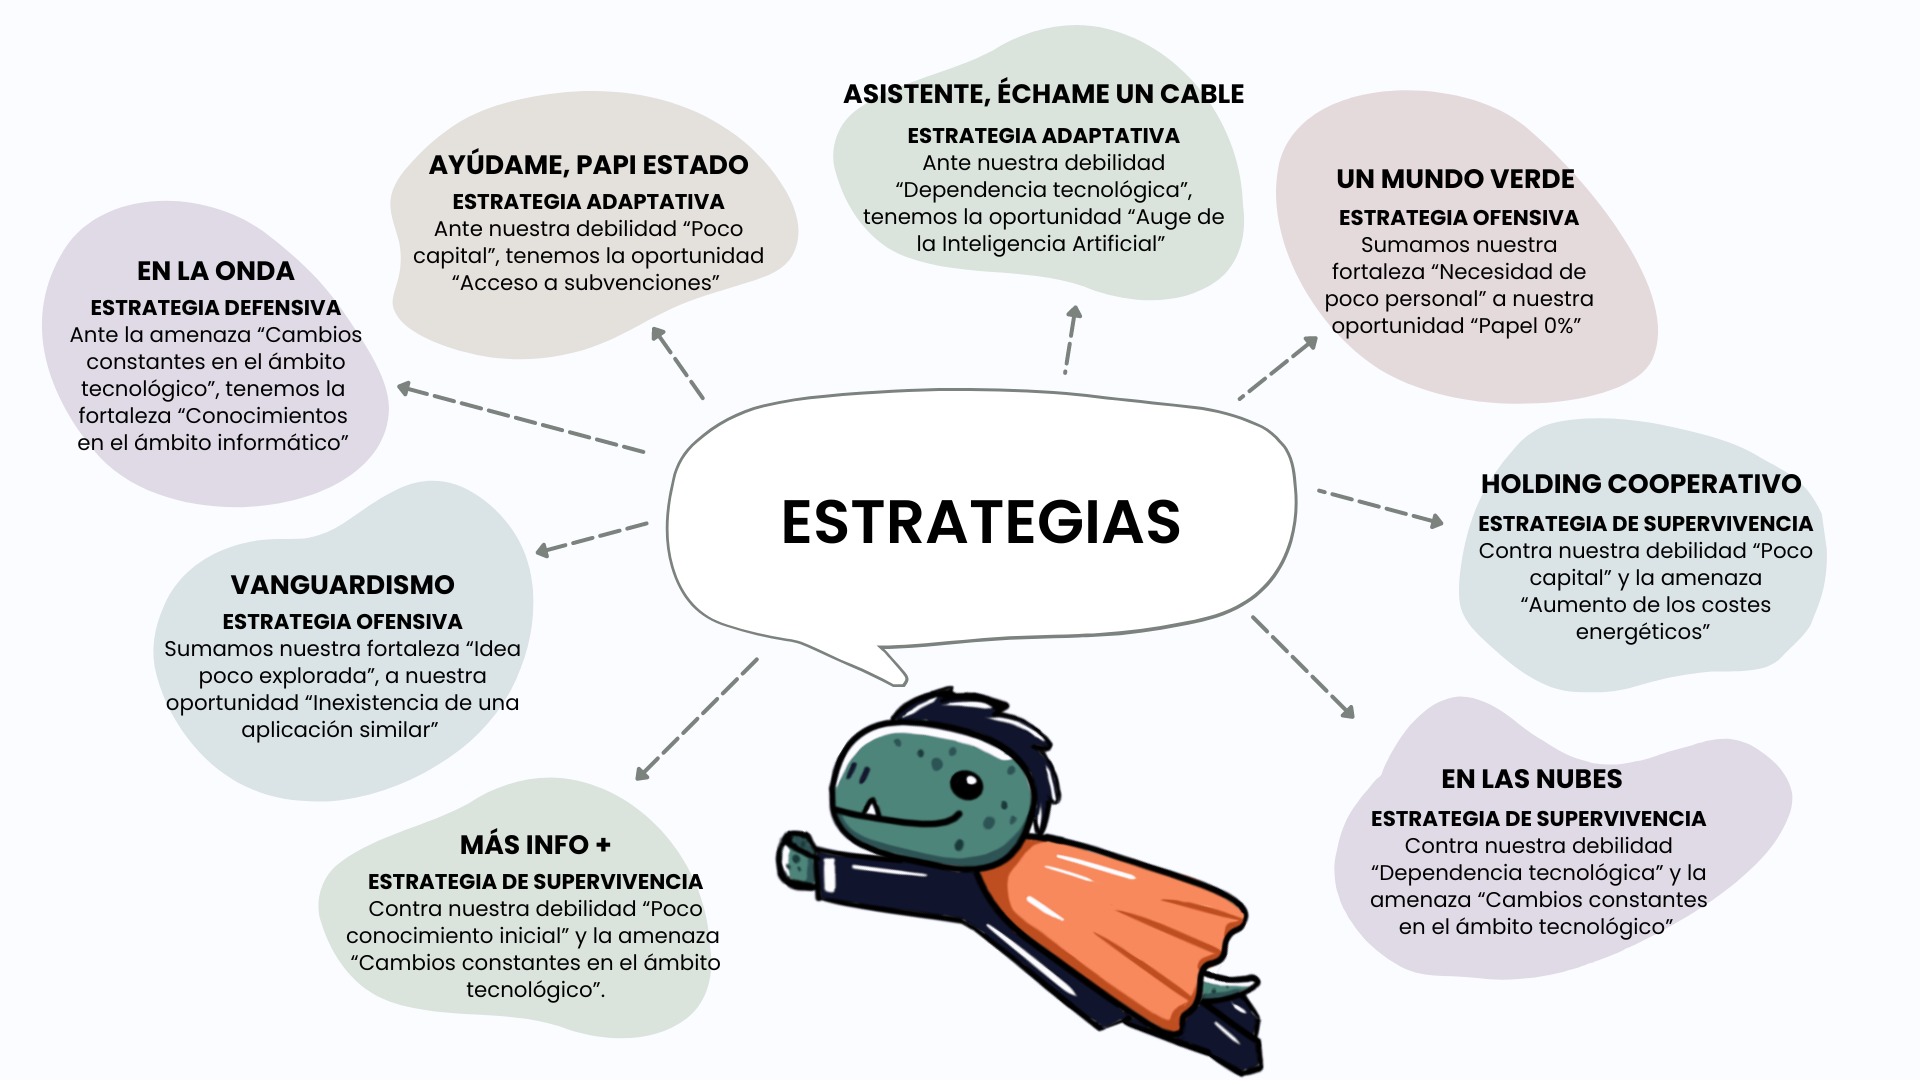 ASISTENTE, ÉCHAME UN CABLE
ESTRATEGIA ADAPTATIVA
Ante nuestra debilidad
“Dependencia tecnológica”,
tenemos la oportunidad “Auge de
la Inteligencia Artificial”
AYÚDAME, PAPI ESTADO
ESTRATEGIA ADAPTATIVA
Ante nuestra debilidad “Poco
capital”, tenemos la oportunidad
“Acceso a subvenciones”
UN MUNDO VERDE
ESTRATEGIA OFENSIVA
Sumamos nuestra
fortaleza “Necesidad de
poco personal” a nuestra
oportunidad “Papel 0%”
EN LA ONDA
ESTRATEGIA DEFENSIVA
Ante la amenaza “Cambios
constantes en el ámbito
tecnológico”, tenemos la
fortaleza “Conocimientos
en el ámbito informático”
ESTRATEGIAS
HOLDING COOPERATIVO
ESTRATEGIA DE SUPERVIVENCIA
Contra nuestra debilidad “Poco
capital” y la amenaza
“Aumento de los costes
energéticos”
VANGUARDISMO
ESTRATEGIA OFENSIVA
Sumamos nuestra fortaleza “Idea
poco explorada”, a nuestra
oportunidad “Inexistencia de una
aplicación similar”
EN LAS NUBES
ESTRATEGIA DE SUPERVIVENCIA
Contra nuestra debilidad
“Dependencia tecnológica” y la
amenaza “Cambios constantes
en el ámbito tecnológico”
MÁS INFO +
ESTRATEGIA DE SUPERVIVENCIA
Contra nuestra debilidad “Poco
conocimiento inicial” y la amenaza
“Cambios constantes en el ámbito
tecnológico”.